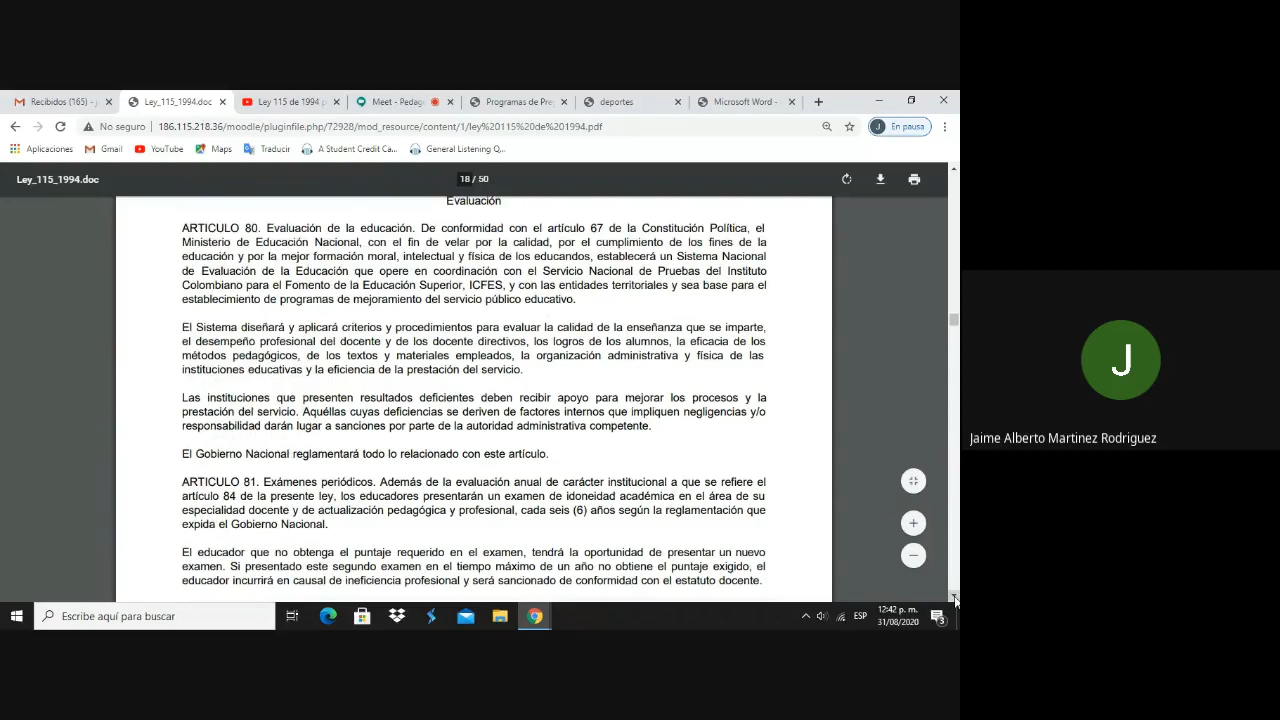 Recibidos (165) - j
Ley_115_1994.doc
Ley 115 de 1994 p
Meet - Pedag
Programas de Pre
deportes
Microsoft Word -
No seguro
186.115.218.36/moodle/pluginfile.php/72928/mod_resource/content/1/ley%20115%20de%201994.pdf
J
En pausa
Aplicaciones
Gmail
YouTube
Maps
Traducir
A Student Credit Ca...
General Listening Q...
Ley_115_1994.doc
18 / 50
Evaluación
ARTICULO 80. Evaluación de la educación. De conformidad con el artículo 67 de la Constitución Política, el
Ministerio de Educación Nacional, con el fin de velar por la calidad, por el cumplimiento de los fines de la
educación y por la mejor formación moral, intelectual y física de los educandos, establecerá un Sistema Nacional
de Evaluación de la Educación que opere en coordinación con el Servicio Nacional de Pruebas del Instituto
Colombiano para el Fomento de la Educación Superior, ICFES, y con las entidades territoriales y sea base para el
establecimiento de programas de mejoramiento del servicio público educativo.
El Sistema diseñará y aplicará criterios y procedimientos para evaluar la calidad de la enseñanza que se imparte,
el desempeño profesional del docente y de los docente directivos, los logros de los alumnos, la eficacia de los
métodos pedagógicos, de los textos y materiales empleados, la organización administrativa y física de las
instituciones educativas y la eficiencia de la prestación del servicio.
Las instituciones que presenten resultados deficientes deben recibir apoyo para mejorar los procesos y la
prestación del servicio. Aquéllas cuyas deficiencias se deriven de factores internos que impliquen negligencias y/o
responsabilidad darán lugar a sanciones por parte de la autoridad administrativa competente.
El Gobierno Nacional reglamentará todo lo relacionado con este artículo.
ARTICULO 81. Exámenes periódicos. Además de la evaluación anual de carácter institucional a que se refiere el
artículo 84 de la presente ley, los educadores presentarán un examen de idoneidad académica en el área de su
especialidad docente y de actualización pedagógica y profesional, cada seis (6) años según la reglamentación que
expida el Gobierno Nacional.
El educador que no obtenga el puntaje requerido en el examen, tendrá la oportunidad de presentar un nuevo
examen. Si presentado este segundo examen en el tiempo máximo de un año no obtiene el puntaje exigido, el
educador incurrirá en causal de ineficiencia profesional y será sancionado de conformidad con el estatuto docente.
J
Jaime Alberto Martinez Rodriguez
Escribe aquí para buscar
ESP
12:42 p. m.
31/08/2020
3